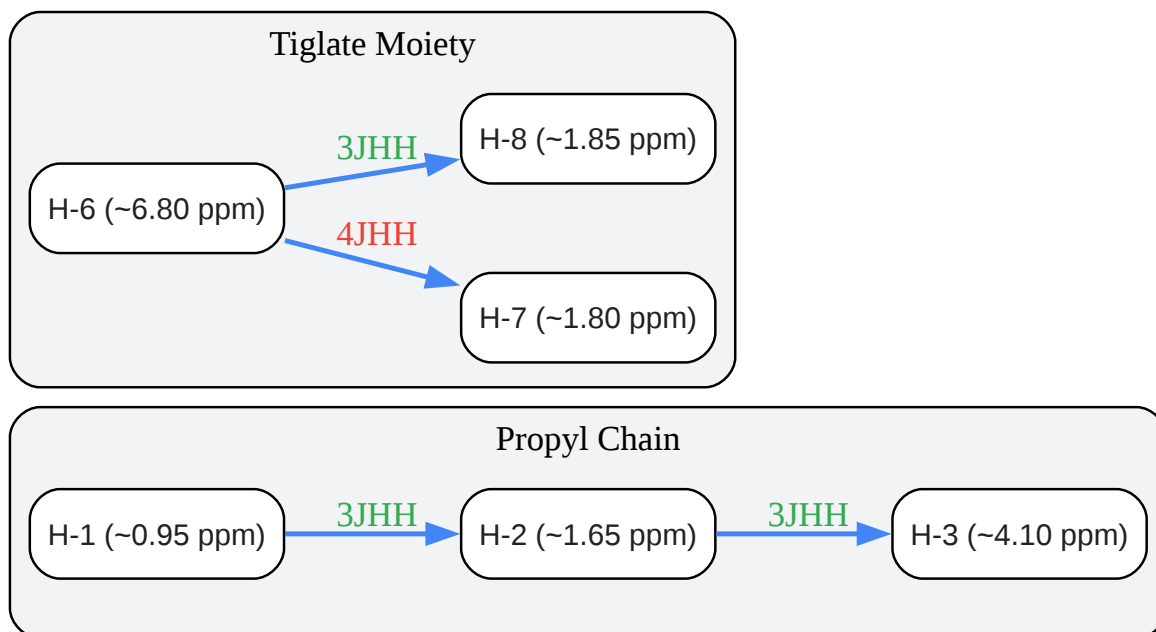 Tiglate Moiety
H-6 (~6.80 ppm)
3JHH
H-8 (~1.85 ppm)
4JHH
H-7 (~1.80 ppm)
Propyl Chain
H-1 (~0.95 ppm)
3JHH
H-2 (~1.65 ppm)
3JHH
H-3 (~4.10 ppm)